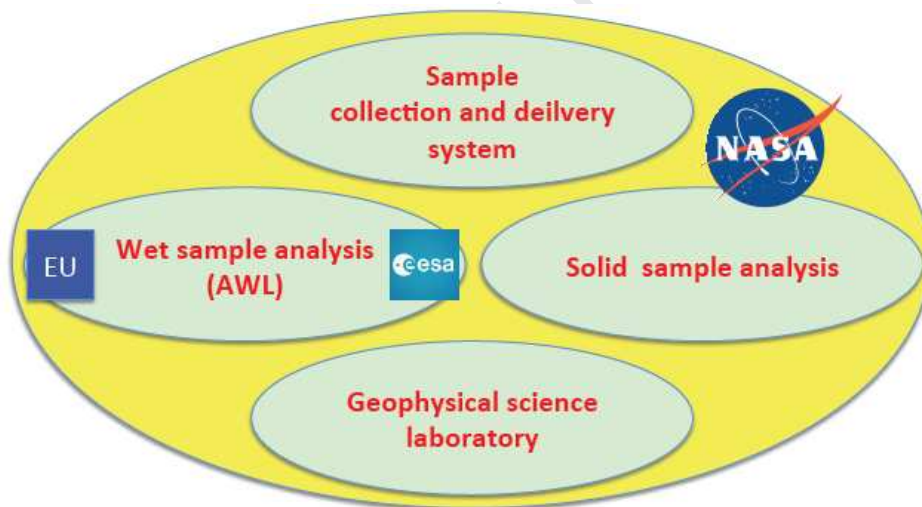 Sample
collection and deilvery
system
NASA
EU
Wet sample analysis
(AWL)
esa
Solid sample analysis
Geophysical science
laboratory